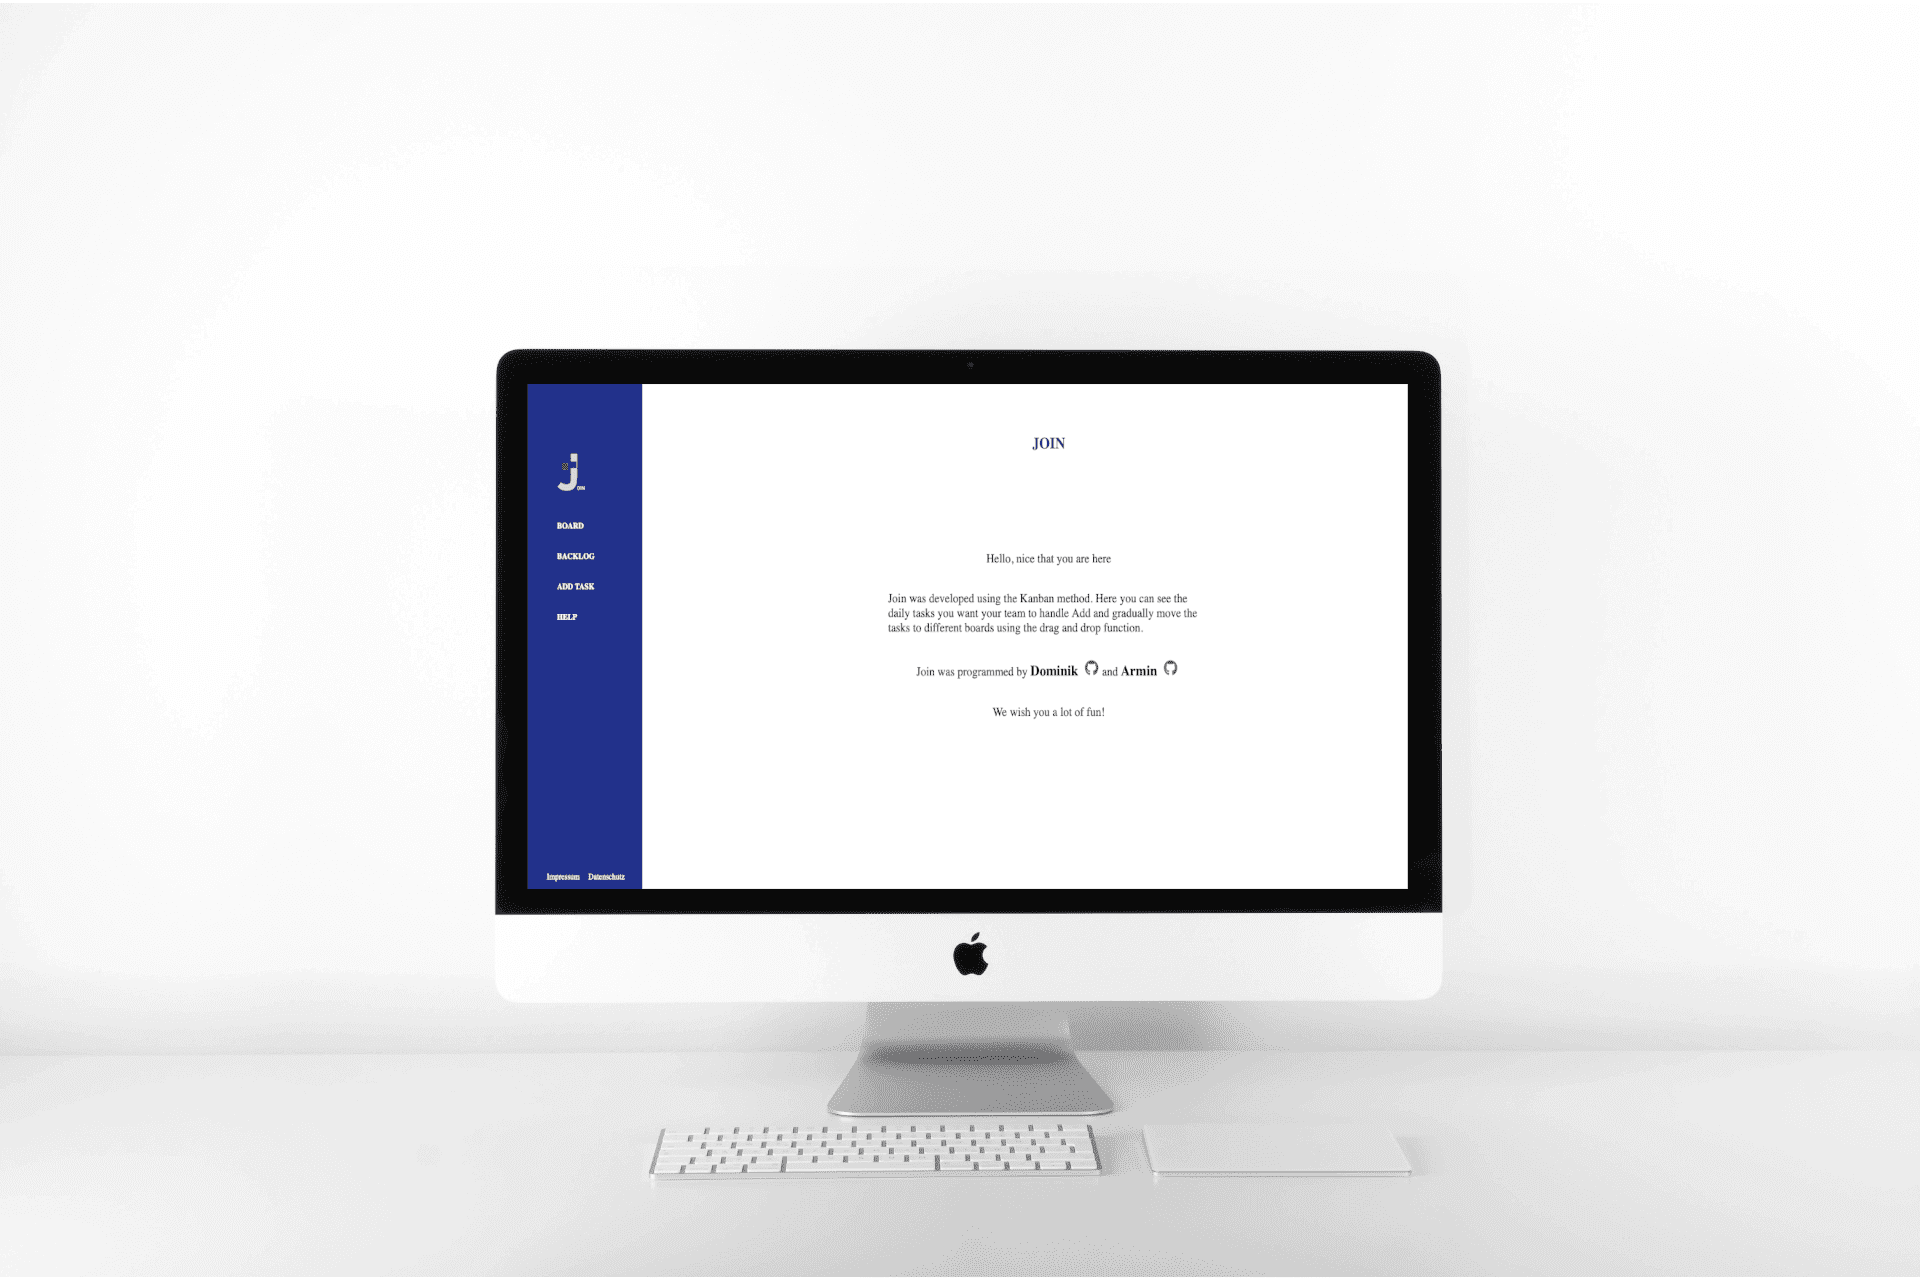 JOIN
BOARD
BACKLOG
ADD TASK
HELP
Impressum Datenschutz
JOIN
Hello, nice that you are here
Join was developed using the Kanban method. Here you can see the
daily tasks you want your team to handle Add and gradually move the
tasks to different boards using the drag and drop function.
Join was programmed by Dominik and Armin
We wish you a lot of fun!